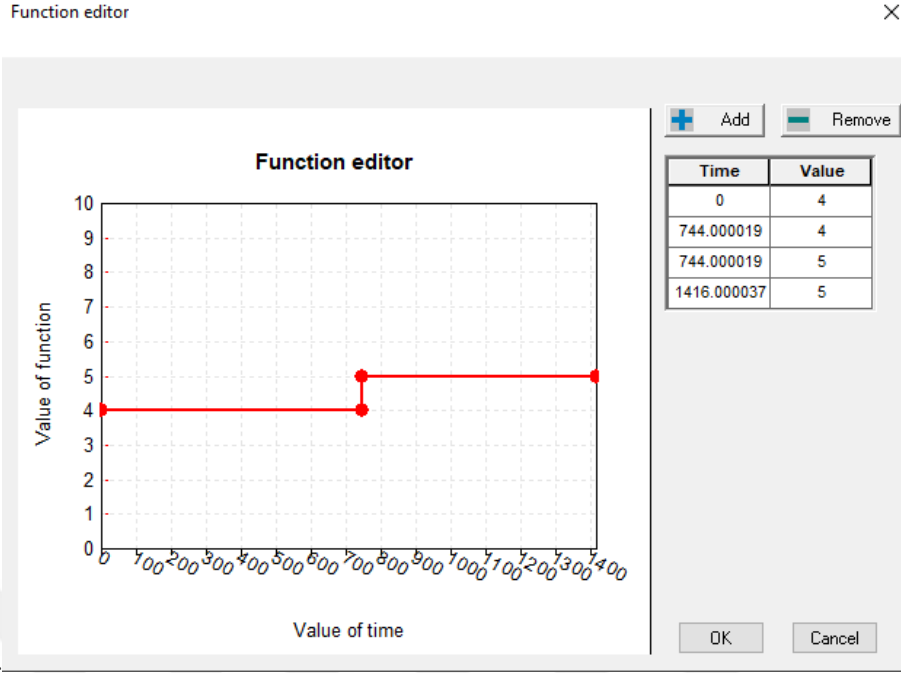 Function editor
Add
Remove
Function editor
Time Value
0 4
744.000019 4
744.000019 5
1416.000037 5
10
9
8
7
6
5
4
3
2
1
0
Value of function
0 100 200 300 400 500 600 700 800 900 1000 1100 1200 1300 1400
Value of time
OK
Cancel